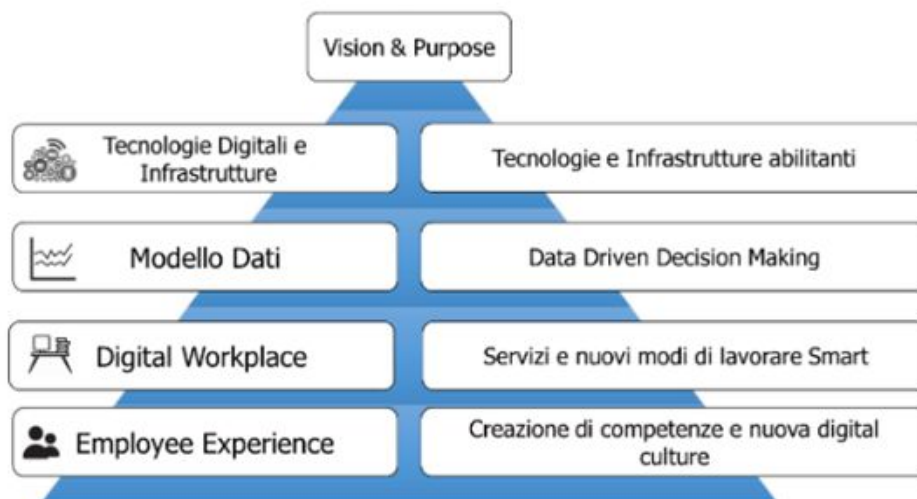 Vision & Purpose
Tecnologie Digitali e
Infrastrutture
Tecnologie e Infrastrutture abilitanti
Modello Dati
Data Driven Decision Making
Digital Workplace
Servizi e nuovi modi di lavorare Smart
Employee Experience
Creazione di competenze e nuova digital
culture